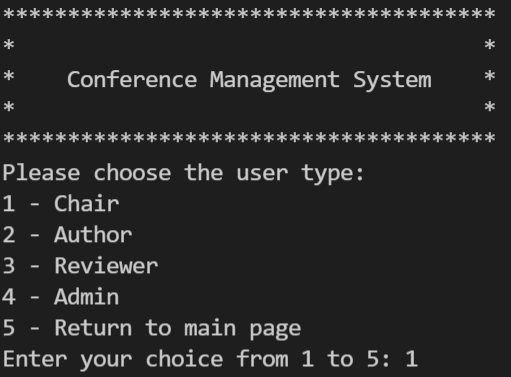 **************************************
*                                    *
*    Conference Management System    *
*                                    *
**************************************
Please choose the user type:
1 - Chair
2 - Author
3 - Reviewer
4 - Admin
5 - Return to main page
Enter your choice from 1 to 5: 1